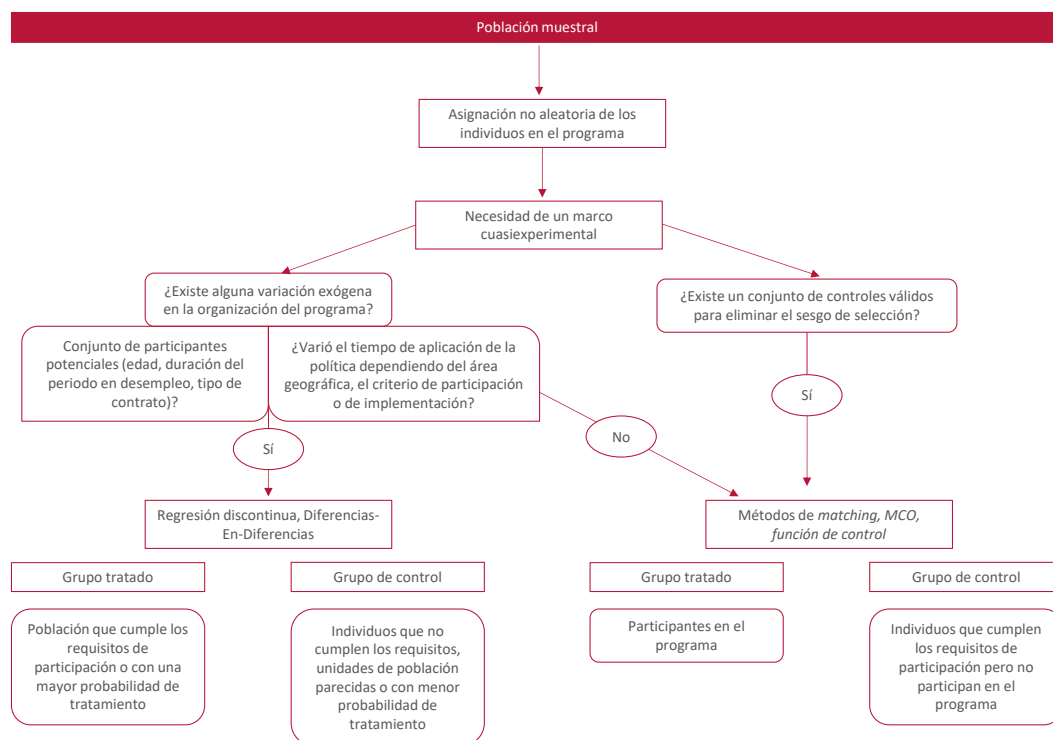 Población muestral
Asignación no aleatoria de los
individuos en el programa
Necesidad de un marco
cuasiexperimental
¿Existe alguna variación exógena
en la organización del programa?
¿Existe un conjunto de controles válidos
para eliminar el sesgo de selección?
Conjunto de participantes
potenciales (edad, duración del
periodo en desempleo, tipo de
contrato)?
¿Varió el tiempo de aplicación de la
política dependiendo del área
geográfica, el criterio de participación
o de implementación?
Sí
No
Sí
Regresión discontinua, Diferencias-
En-Diferencias
Métodos de matching, MCO,
función de control
Grupo tratado
Grupo de control
Grupo tratado
Grupo de control
Población que cumple los
requisitos de
participación o con una
mayor probabilidad de
tratamiento
Individuos que no
cumplen los requisitos,
unidades de población
parecidas o con menor
probabilidad de
tratamiento
Participantes en el
programa
Individuos que cumplen
los requisitos de
participación pero no
participan en el
programa